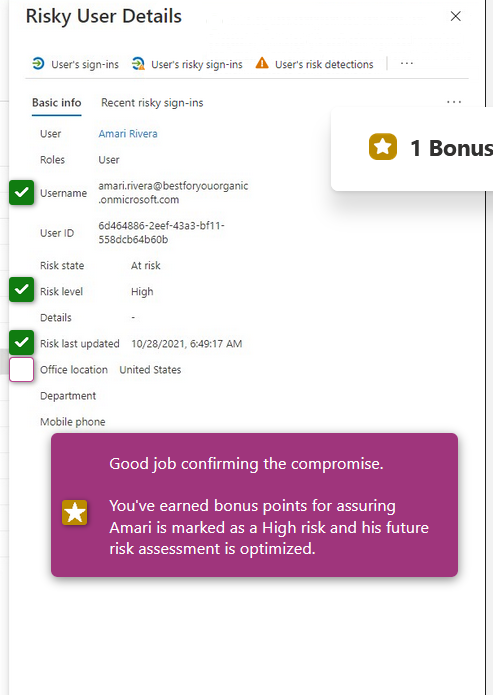 Risky User Details
User's sign-ins User's risky sign-ins User's risk detections
Basic info Recent risky sign-ins
User Amari Rivera
1 Bonus
Roles User
Username amari.rivera@bestforyouorganic
.onmicrosoft.com
User ID 6d464886-2eef-43a3-bf11-
558dcb64b60b
Risk state At risk
Risk level High
Details -
Risk last updated 10/28/2021, 6:49:17 AM
Office location United States
Department
Mobile phone
Good job confirming the compromise.
You've earned bonus points for assuring
Amari is marked as a High risk and his future
risk assessment is optimized.